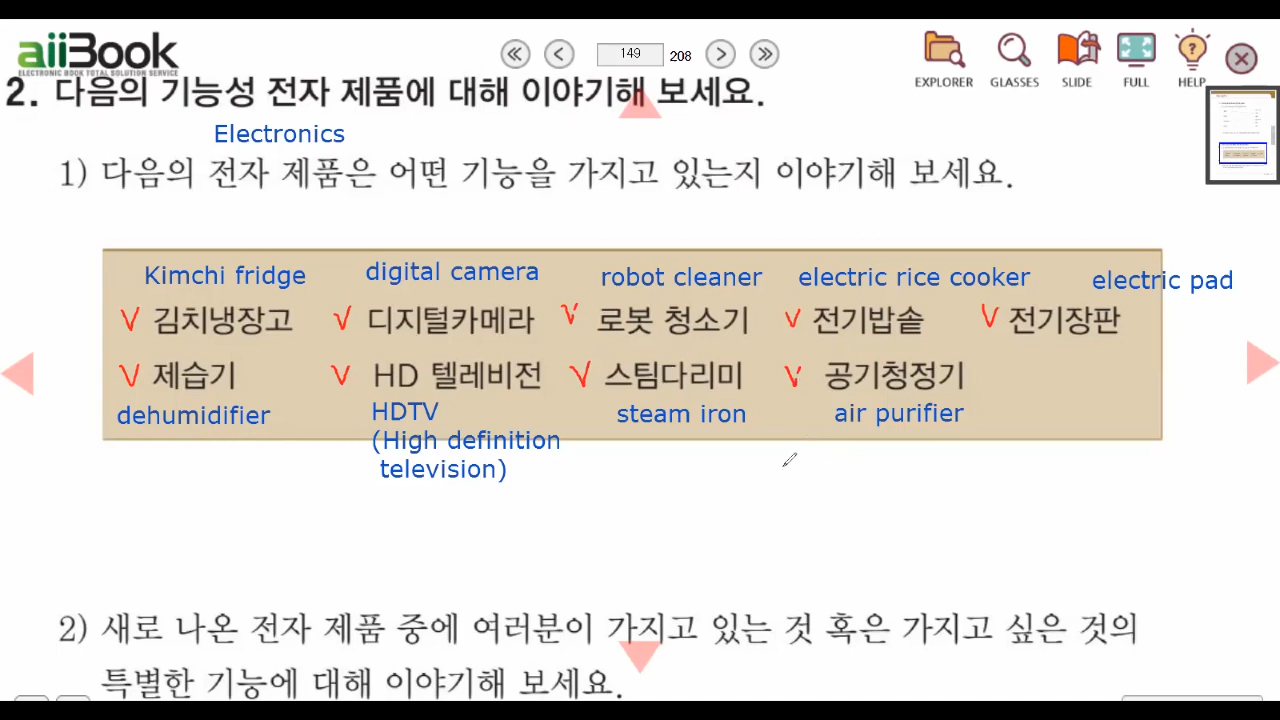 aiiBook
ELECTRONIC BOOK TOTAL SOLUTION SERVICE
149 208
EXPLORER GLASSES SLIDE FULL HELP
2. 다음의 기능성 전자 제품에 대해 이야기해 보세요.
Electronics
1) 다음의 전자 제품은 어떤 기능을 가지고 있는지 이야기해 보세요.
Kimchi fridge digital camera robot cleaner electric rice cooker electric pad
김치냉장고 디지털카메라 로봇 청소기 전기밥솥 전기장판
제습기 HD 텔레비전 스팀다리미 공기청정기
dehumidifier HDTV steam iron air purifier
(High definition
television)
2) 새로 나온 전자 제품 중에 여러분이 가지고 있는 것 혹은 가지고 싶은 것의
특별한 기능에 대해 이야기해 보세요.